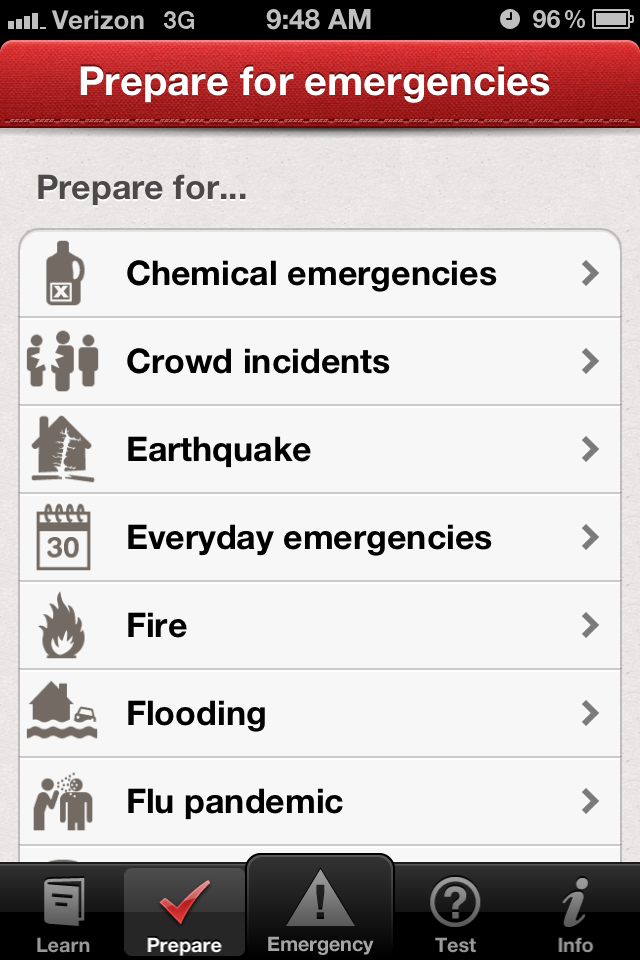 Verizon 3G 9:48 AM 96%
Prepare for emergencies
Prepare for...
X
Chemical emergencies
Crowd incidents
Earthquake
30
Everyday emergencies
Fire
Flooding
Flu pandemic
! ? i
Learn Prepare Emergency Test Info